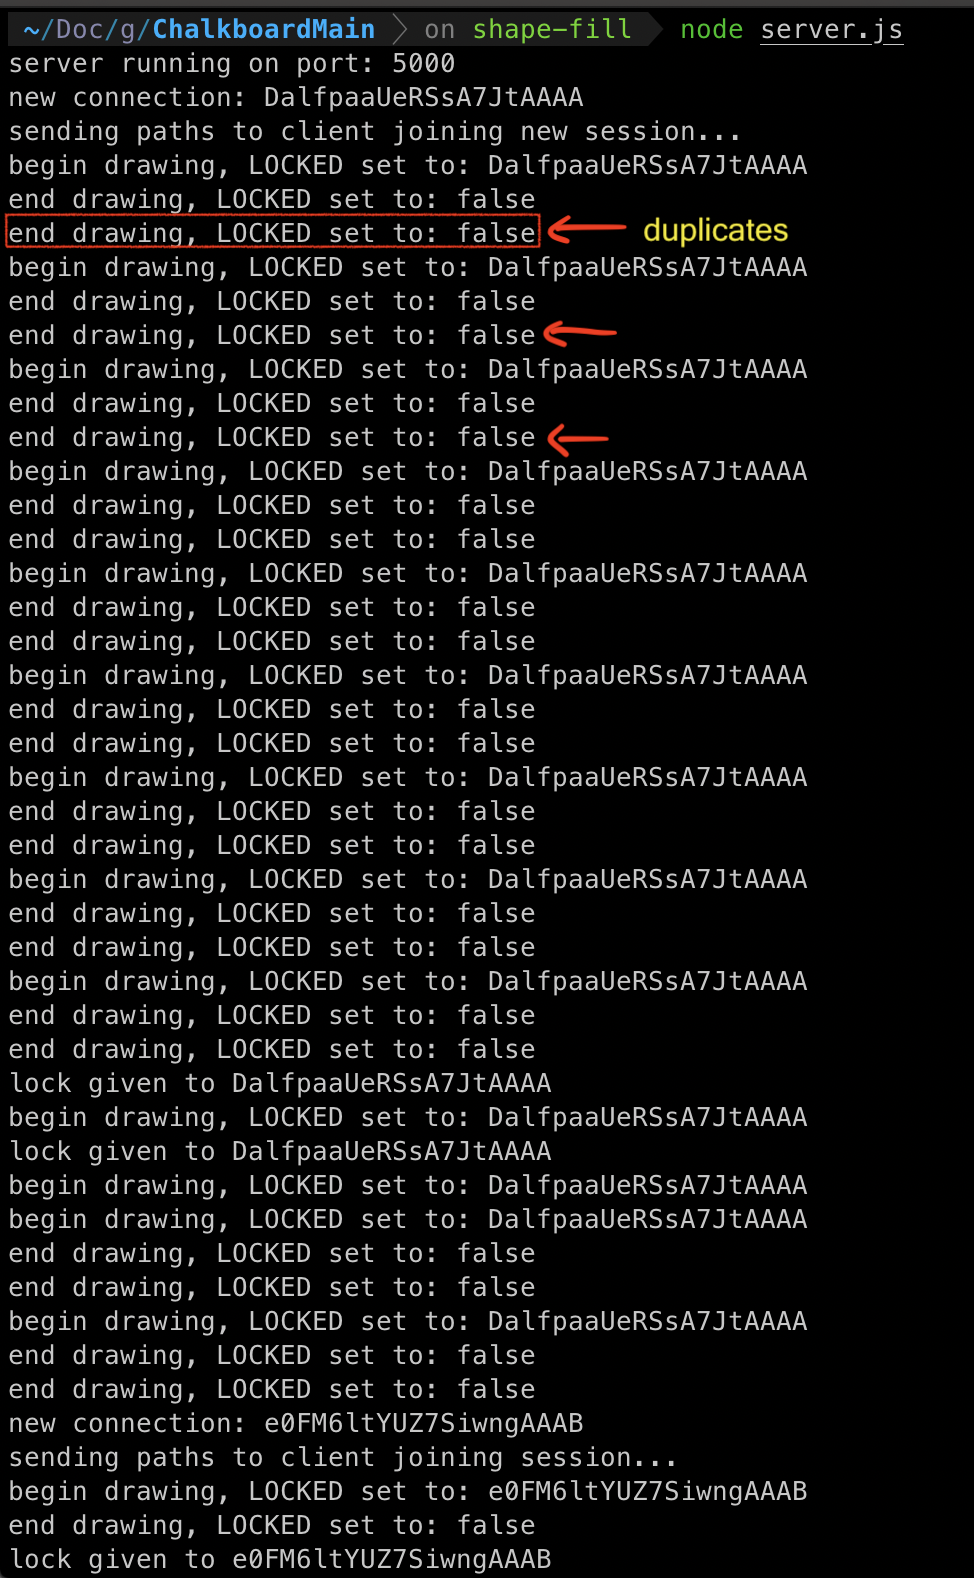 ~/Doc/g/ChalkboardMain on shape-fill node server.js
server running on port: 5000
new connection: DalfpaaUeRSsA7JtAAAA
sending paths to client joining new session...
begin drawing, LOCKED set to: DalfpaaUeRSsA7JtAAAA
end drawing, LOCKED set to: false
end drawing, LOCKED set to: false duplicates
begin drawing, LOCKED set to: DalfpaaUeRSsA7JtAAAA
end drawing, LOCKED set to: false
end drawing, LOCKED set to: false
begin drawing, LOCKED set to: DalfpaaUeRSsA7JtAAAA
end drawing, LOCKED set to: false
end drawing, LOCKED set to: false
begin drawing, LOCKED set to: DalfpaaUeRSsA7JtAAAA
end drawing, LOCKED set to: false
end drawing, LOCKED set to: false
begin drawing, LOCKED set to: DalfpaaUeRSsA7JtAAAA
end drawing, LOCKED set to: false
end drawing, LOCKED set to: false
begin drawing, LOCKED set to: DalfpaaUeRSsA7JtAAAA
end drawing, LOCKED set to: false
end drawing, LOCKED set to: false
begin drawing, LOCKED set to: DalfpaaUeRSsA7JtAAAA
end drawing, LOCKED set to: false
end drawing, LOCKED set to: false
begin drawing, LOCKED set to: DalfpaaUeRSsA7JtAAAA
end drawing, LOCKED set to: false
end drawing, LOCKED set to: false
begin drawing, LOCKED set to: DalfpaaUeRSsA7JtAAAA
end drawing, LOCKED set to: false
end drawing, LOCKED set to: false
lock given to DalfpaaUeRSsA7JtAAAA
begin drawing, LOCKED set to: DalfpaaUeRSsA7JtAAAA
lock given to DalfpaaUeRSsA7JtAAAA
begin drawing, LOCKED set to: DalfpaaUeRSsA7JtAAAA
begin drawing, LOCKED set to: DalfpaaUeRSsA7JtAAAA
end drawing, LOCKED set to: false
end drawing, LOCKED set to: false
begin drawing, LOCKED set to: DalfpaaUeRSsA7JtAAAA
end drawing, LOCKED set to: false
end drawing, LOCKED set to: false
new connection: e0FM6ltYUZ7SiwngAAAB
sending paths to client joining session...
begin drawing, LOCKED set to: e0FM6ltYUZ7SiwngAAAB
end drawing, LOCKED set to: false
lock given to e0FM6ltYUZ7SiwngAAAB